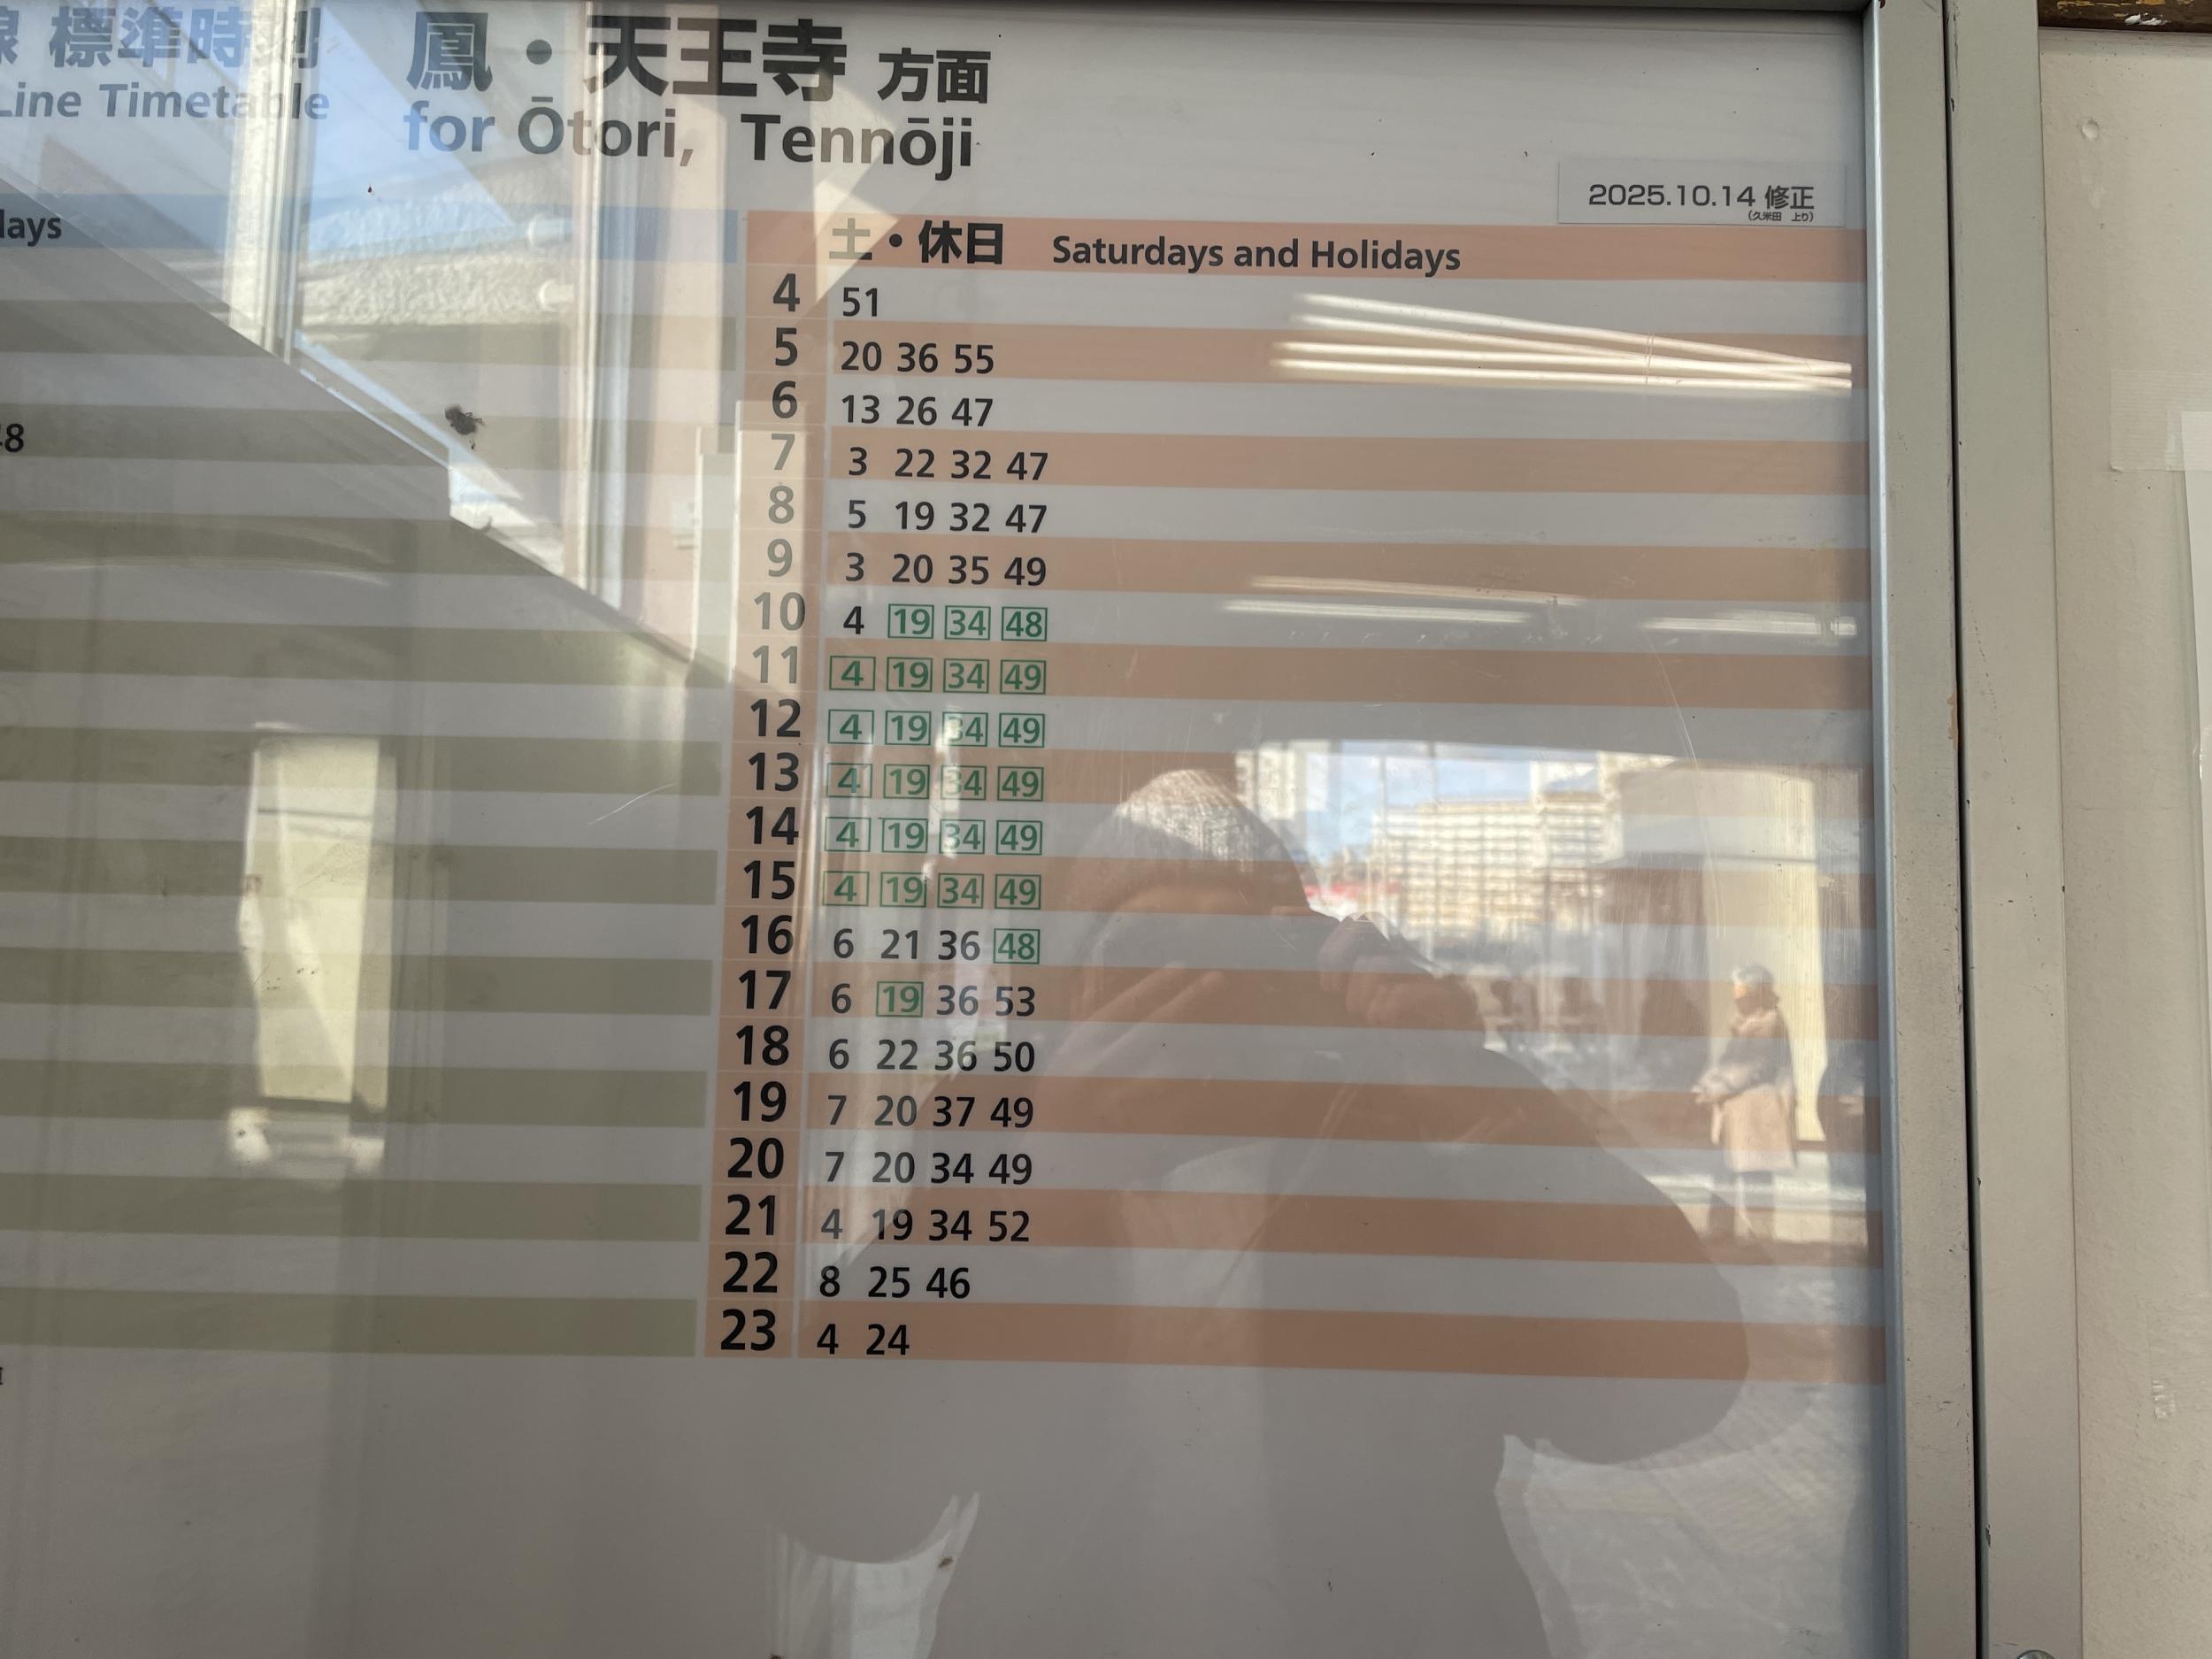 標準時刻
Line Timetable
鳳・天王寺 方面
for Ōtori, Tennōji
2025.10.14 修正
(久米田 上り)
土・休日 Saturdays and Holidays
4 51
5 20 36 55
6 13 26 47
7 3 22 32 47
8 5 19 32 47
9 3 20 35 49
10 4 19 34 48
11 4 19 34 49
12 4 19 34 49
13 4 19 34 49
14 4 19 34 49
15 4 19 34 49
16 6 21 36 48
17 6 19 36 53
18 6 22 36 50
19 7 20 37 49
20 7 20 34 49
21 4 19 34 52
22 8 25 46
23 4 24